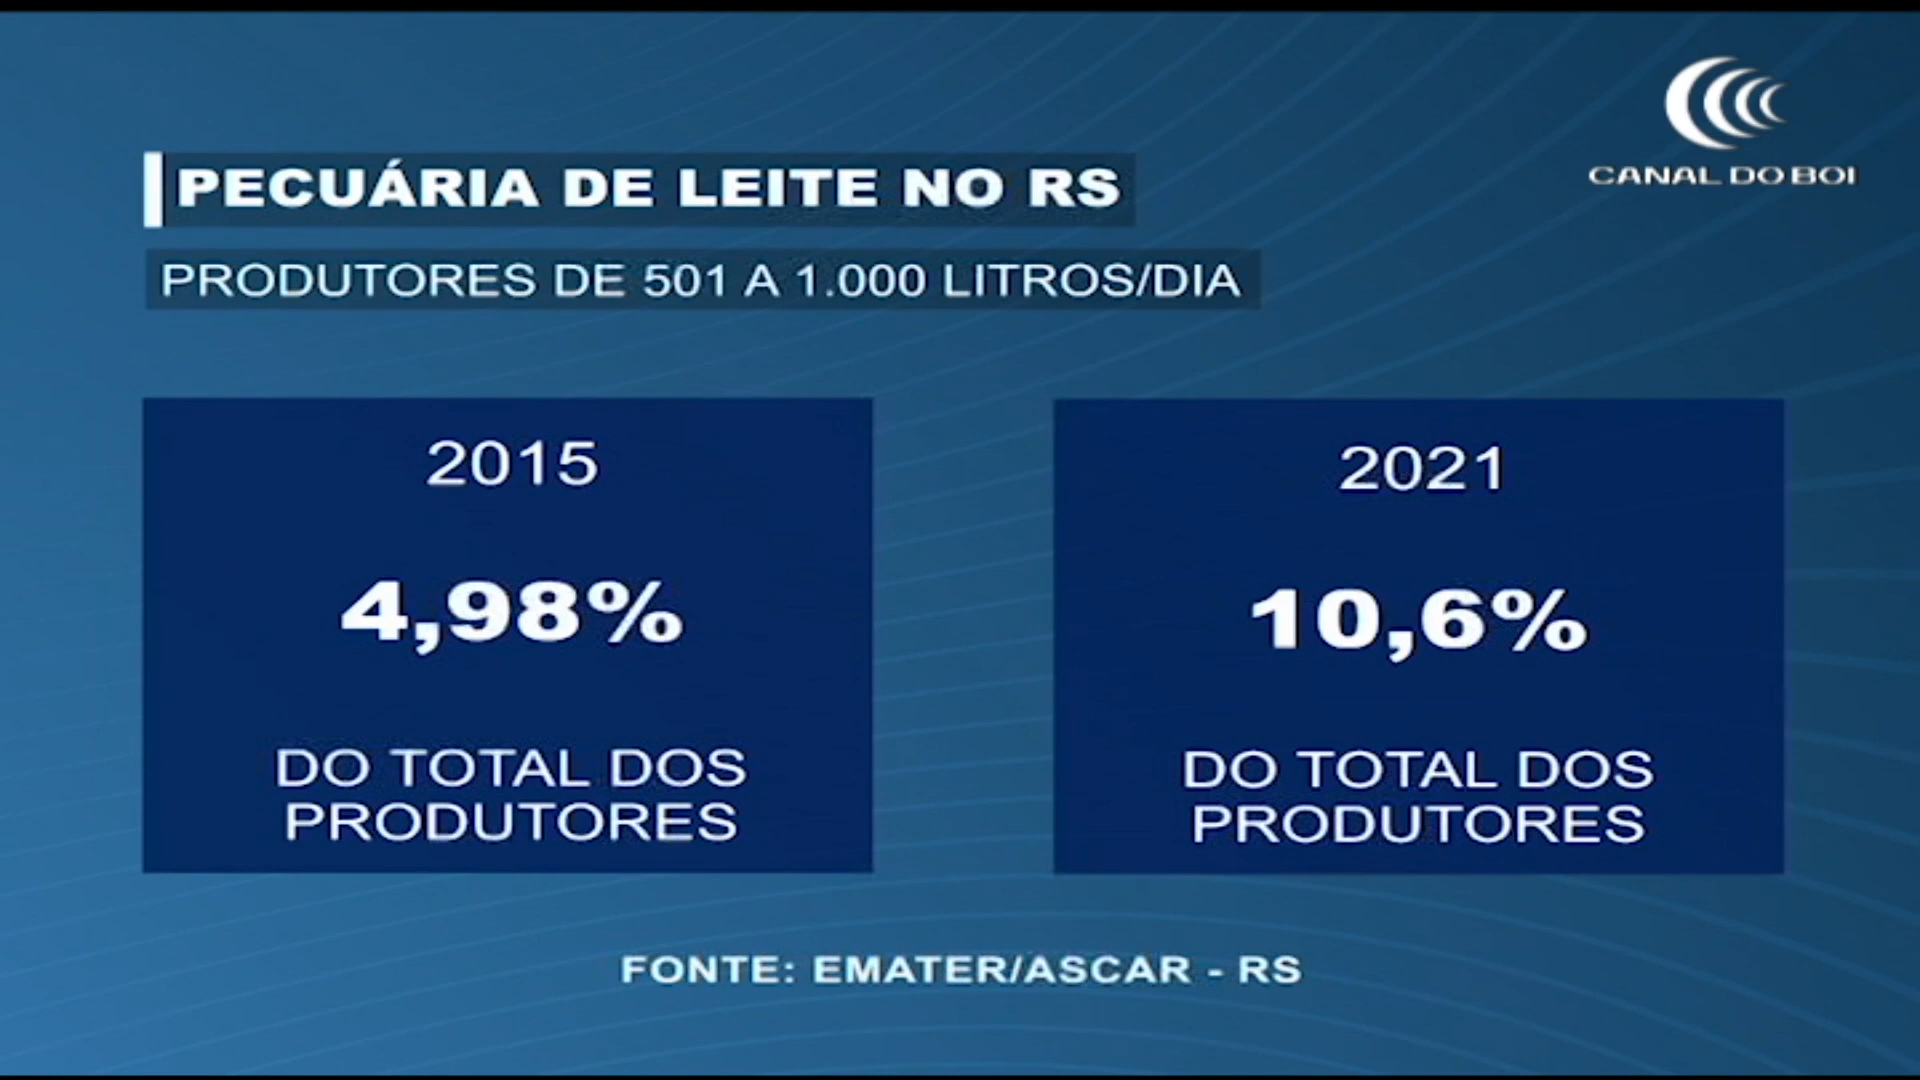 CANAL DO BOI
PECUÁRIA DE LEITE NO RS
PRODUTORES DE 501 A 1.000 LITROS/DIA
2015
4,98%
DO TOTAL DOS
PRODUTORES
2021
10,6%
DO TOTAL DOS
PRODUTORES
FONTE: EMATER/ASCAR - RS